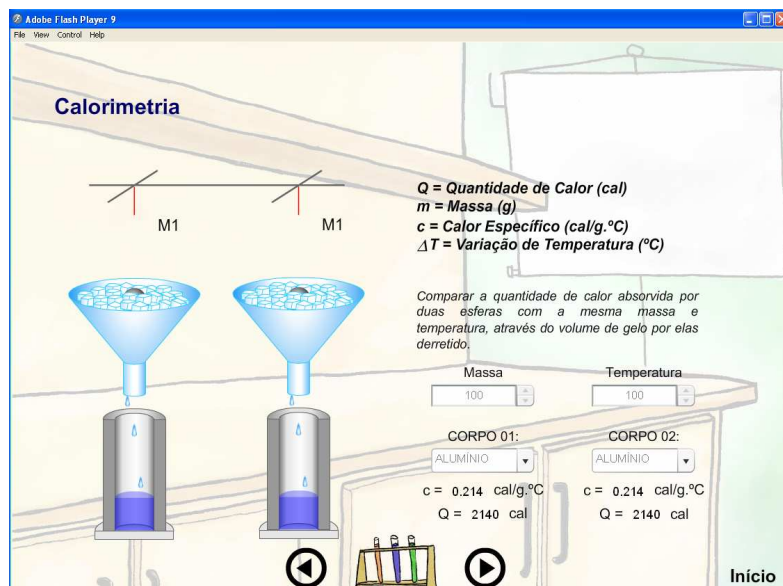 Adobe Flash Player 9
File View Control Help
Calorimetria
M1 M1
Q = Quantidade de Calor (cal)
m = Massa (g)
c = Calor Específico (cal/g.ºC)
ΔT = Variação de Temperatura (ºC)
Comparar a quantidade de calor absorvida por
duas esferas com a mesma massa e
temperatura, através do volume de gelo por elas
derretido.
Massa Temperatura
100 100
CORPO 01: CORPO 02:
ALUMÍNIO ALUMÍNIO
c = 0.214 cal/g.ºC c = 0.214 cal/g.ºC
Q = 2140 cal Q = 2140 cal
Início